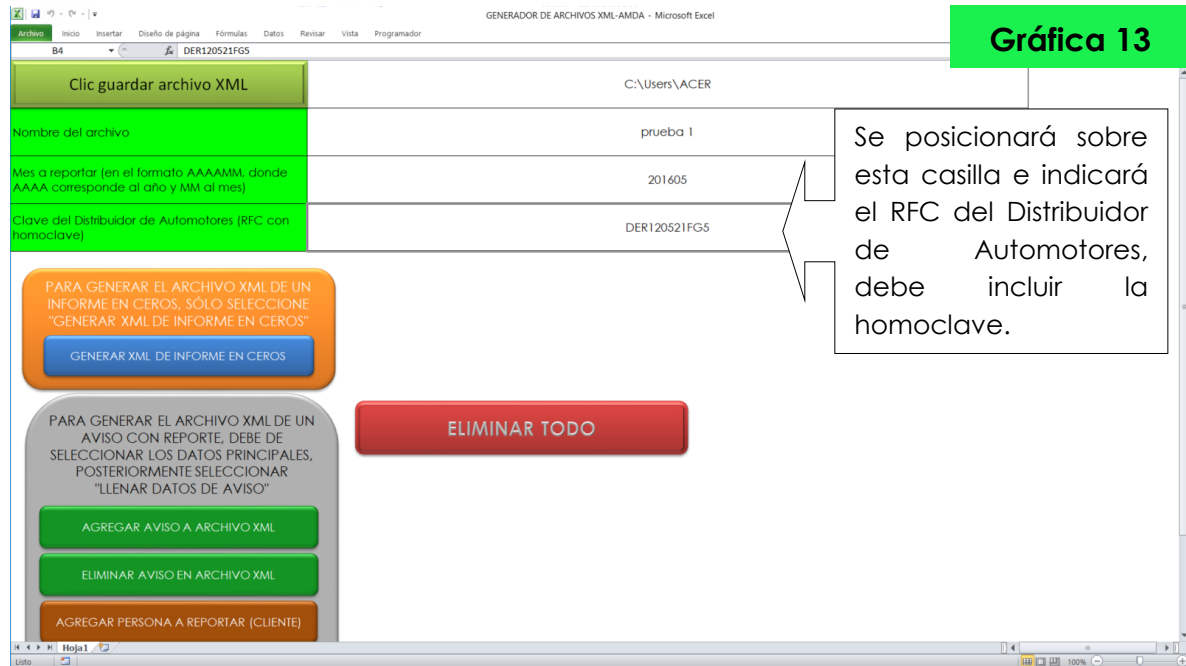 GENERADOR DE ARCHIVOS XML-AMDA - Microsoft Excel
Archivo Inicio Insertar Diseño de página Fórmulas Datos Revisar Vista Programador
Gráfica 13
B4 fx DER120521FG5
Clic guardar archivo XML
C:\Users\ACER
Nombre del archivo
prueba 1
Mes a reportar (en el formato AAAAMM, donde
AAAA corresponde al año y MM al mes)
201605
Clave del Distribuidor de Automotores (RFC con
homoclave)
DER120521FG5
Se posicionará sobre
esta casilla e indicará
el RFC del Distribuidor
de Automotores,
debe incluir la
homoclave.
PARA GENERAR EL ARCHIVO XML DE UN
INFORME EN CEROS, SÓLO SELECCIONE
"GENERAR XML DE INFORME EN CEROS"
GENERAR XML DE INFORME EN CEROS
PARA GENERAR EL ARCHIVO XML DE UN
AVISO CON REPORTE, DEBE DE
SELECCIONAR LOS DATOS PRINCIPALES,
POSTERIORMENTE SELECCIONAR
"LLENAR DATOS DE AVISO"
ELIMINAR TODO
AGREGAR AVISO A ARCHIVO XML
ELIMINAR AVISO EN ARCHIVO XML
AGREGAR PERSONA A REPORTAR (CLIENTE)
Hoja1
Listo
100%